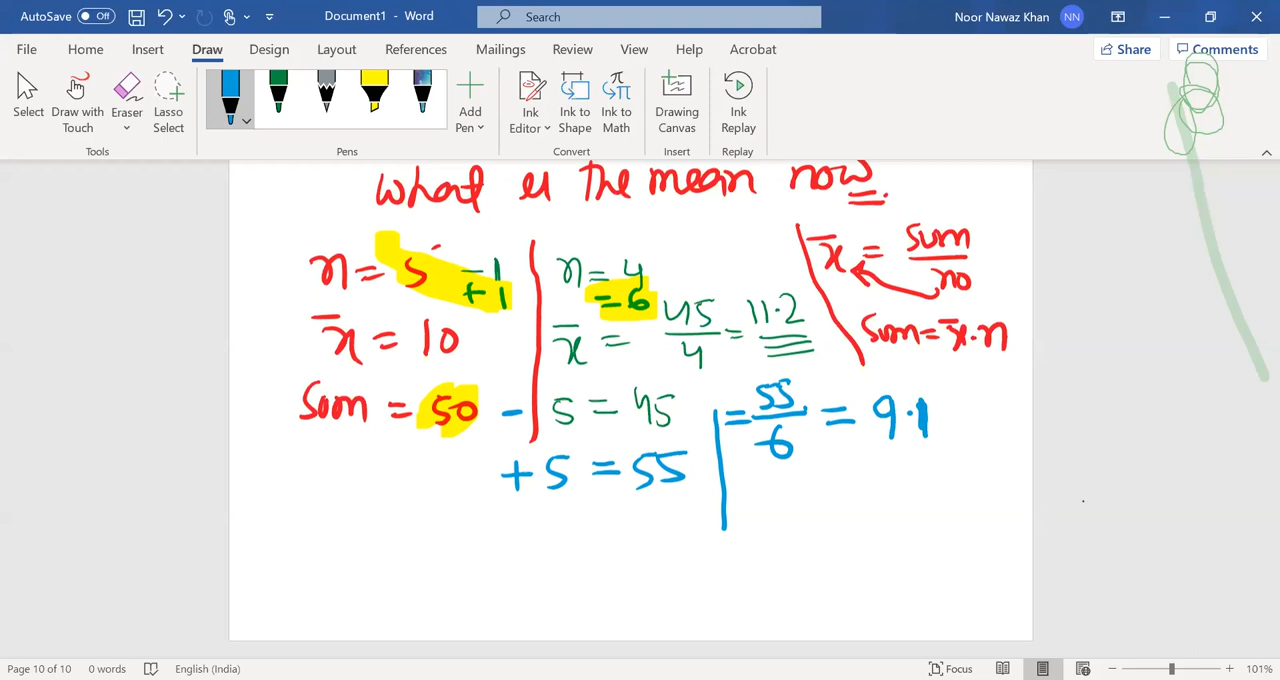 AutoSave Off Document1 - Word Search Noor Nawaz Khan NN
File Home Insert Draw Design Layout References Mailings Review View Help Acrobat Share Comments
Select Draw with Touch Eraser Lasso Select Add Pen Ink Editor Ink to Shape Ink to Math Drawing Canvas Ink Replay
Tools Pens Convert Insert Replay
What is the mean now.
n = 5 -1
+1
x̄ = 10
Sum = 50 -
n = 4
= 6
x̄ = 45/4 = 11.2
5 = 45
+ 5 = 55
= 55/6 = 9.1
x̄ = Sum/no
Sum = x̄.n
Page 10 of 10 0 words English (India) Focus 101%